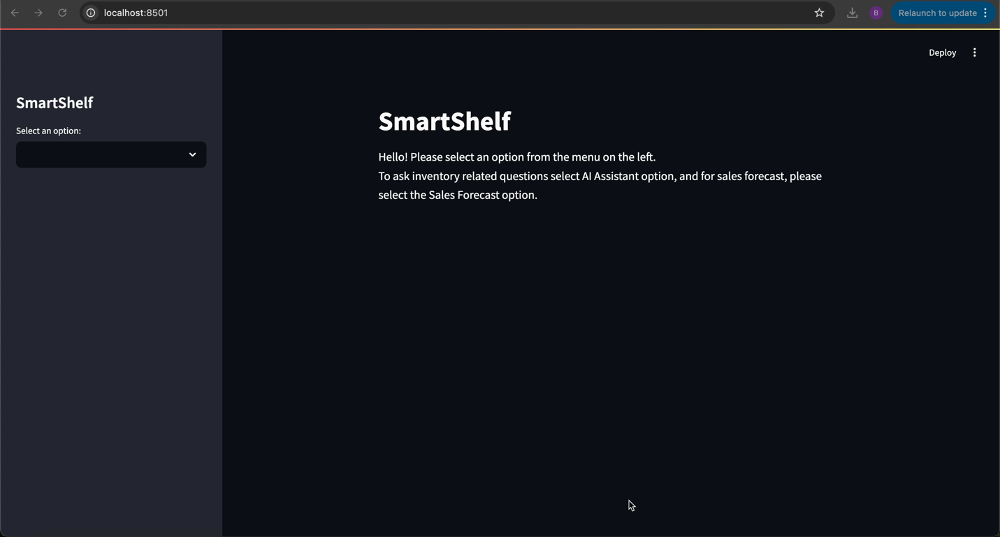 localhost:8501
B
Relaunch to update
Deploy
SmartShelf
Select an option:
SmartShelf
Hello! Please select an option from the menu on the left.
To ask inventory related questions select AI Assistant option, and for sales forecast, please
select the Sales Forecast option.